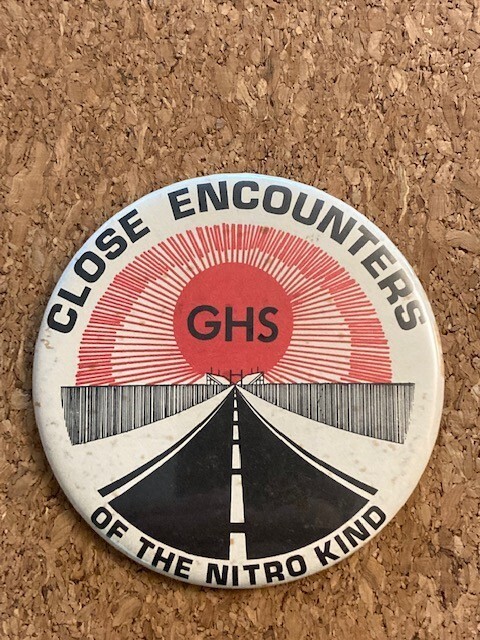 CLOSE ENCOUNTERS
GHS
OF THE NITRO KIND